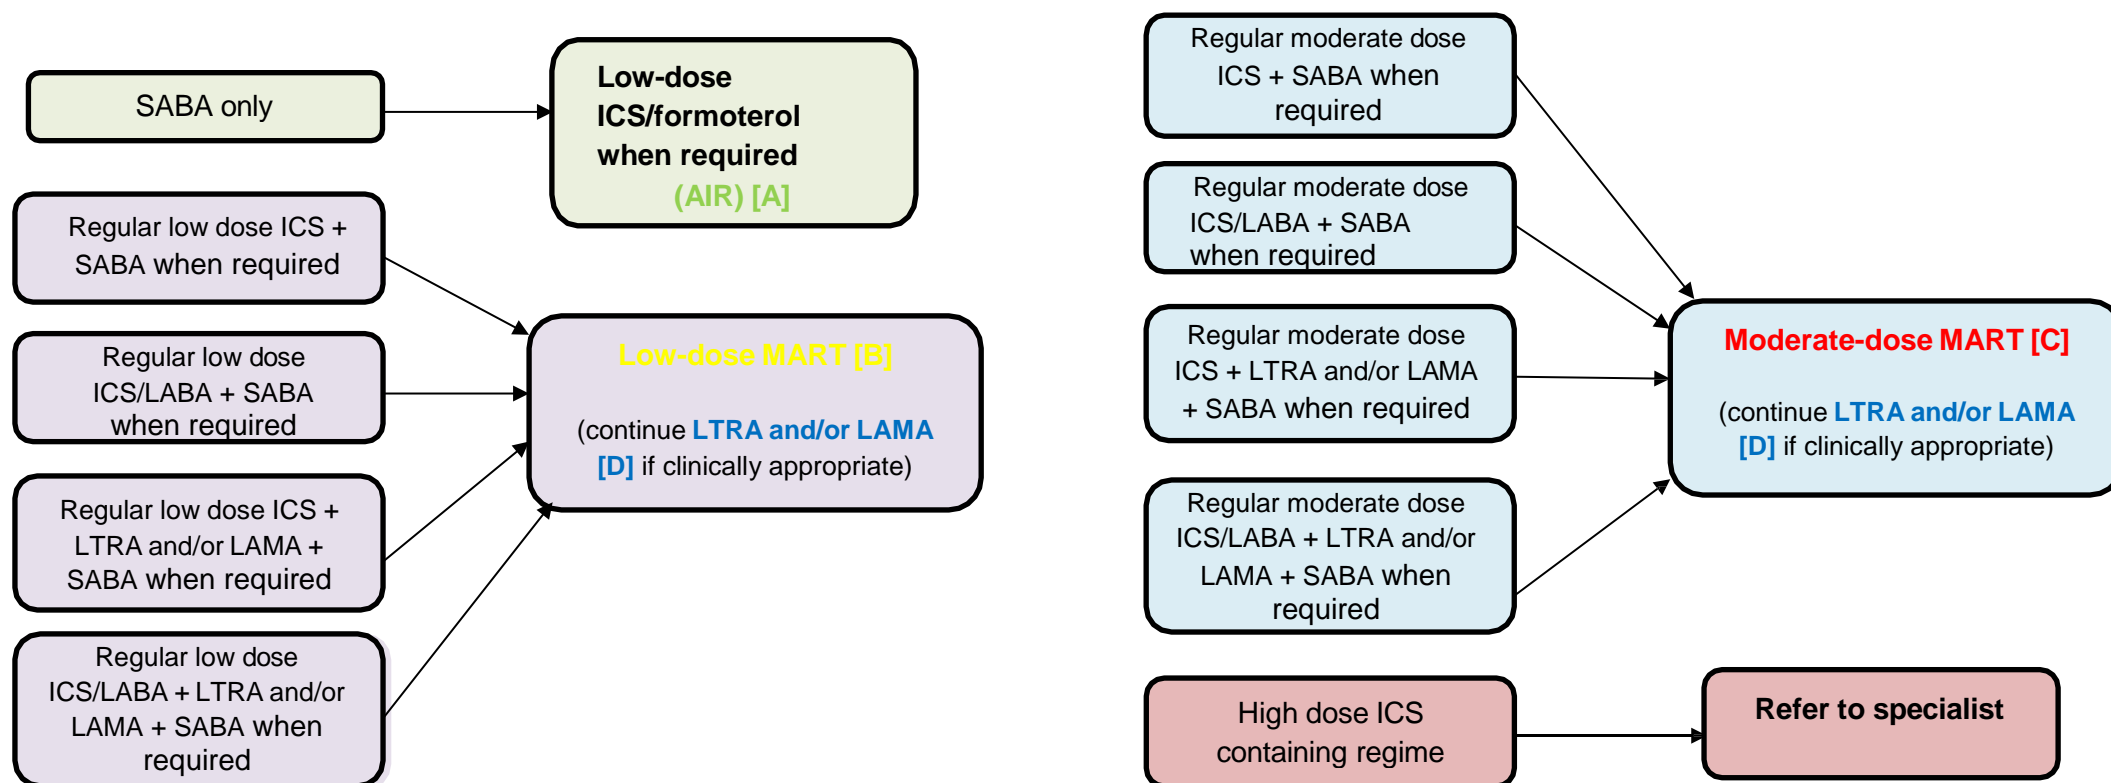 SABA only
Low-dose
ICS/formoterol
when required
(AIR) [A]
Regular low dose ICS +
SABA when required
Regular low dose
ICS/LABA + SABA
when required
Regular low dose ICS +
LTRA and/or LAMA +
SABA when required
Regular low dose
ICS/LABA + LTRA and/or
LAMA + SABA when
required
Low-dose MART [B]
(continue LTRA and/or LAMA
[D] if clinically appropriate)
Regular moderate dose
ICS + SABA when
required
Regular moderate dose
ICS/LABA + SABA
when required
Regular moderate dose
ICS + LTRA and/or LAMA
+ SABA when required
Regular moderate dose
ICS/LABA + LTRA and/or
LAMA + SABA when
required
Moderate-dose MART [C]
(continue LTRA and/or LAMA
[D] if clinically appropriate)
High dose ICS
containing regime
Refer to specialist